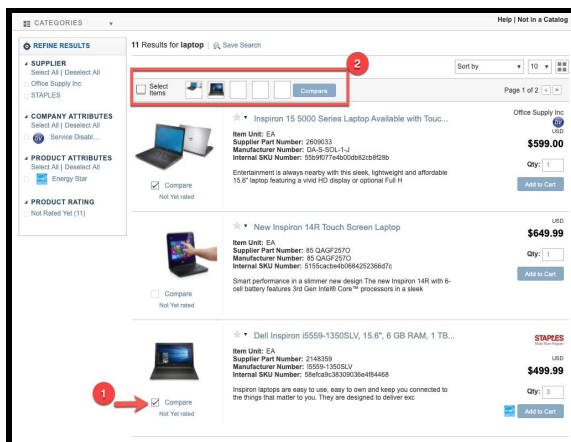 CATEGORIES
Help | Not in a Catalog
REFINE RESULTS
SUPPLIER
Select All | Deselect All
Office Supply Inc
STAPLES
COMPANY ATTRIBUTES
Select All | Deselect All
DV Service Disabl...
PRODUCT ATTRIBUTES
Select All | Deselect All
Energy Star
PRODUCT RATING
Not Rated Yet (11)
11 Results for laptop
Save Search
2
Sort by
10
Select Items
Compare
Page 1 of 2
Inspiron 15 5000 Series Laptop Available with Touc...
Item Unit: EA
Supplier Part Number: 2609033
Manufacturer Number: DA-S-SOL-1-J
Internal SKU Number: 55b9f077e4b00db82cb8f28b
Entertainment is always nearby with this sleek, lightweight and affordable
15.6" laptop featuring a vivid HD display or optional Full H
Compare
Not Yet rated
Office Supply Inc
DV
USD
$599.00
Qty: 1
Add to Cart
New Inspiron 14R Touch Screen Laptop
Item Unit: EA
Supplier Part Number: 85 QAGF257O
Manufacturer Number: 85 QAGF257O
Internal SKU Number: 5155cacbe4b0684252366d7c
Smart performance in a slimmer new design The new Inspiron 14R with 6-
cell battery features 3rd Gen Intel® Core™ processors in a sleek
Compare
Not Yet rated
USD
$649.99
Qty: 1
Add to Cart
Dell Inspiron i5559-1350SLV, 15.6", 6 GB RAM, 1 TB...
Item Unit: EA
Supplier Part Number: 2148359
Manufacturer Number: I5559-1350SLV
Internal SKU Number: 58efca9c38309036e4f84468
Inspiron laptops are easy to use, easy to own and keep you connected to
the things that matter to you. They are designed to deliver exc
1
Compare
Not Yet rated
STAPLES
USD
$499.99
Qty: 3
Add to Cart